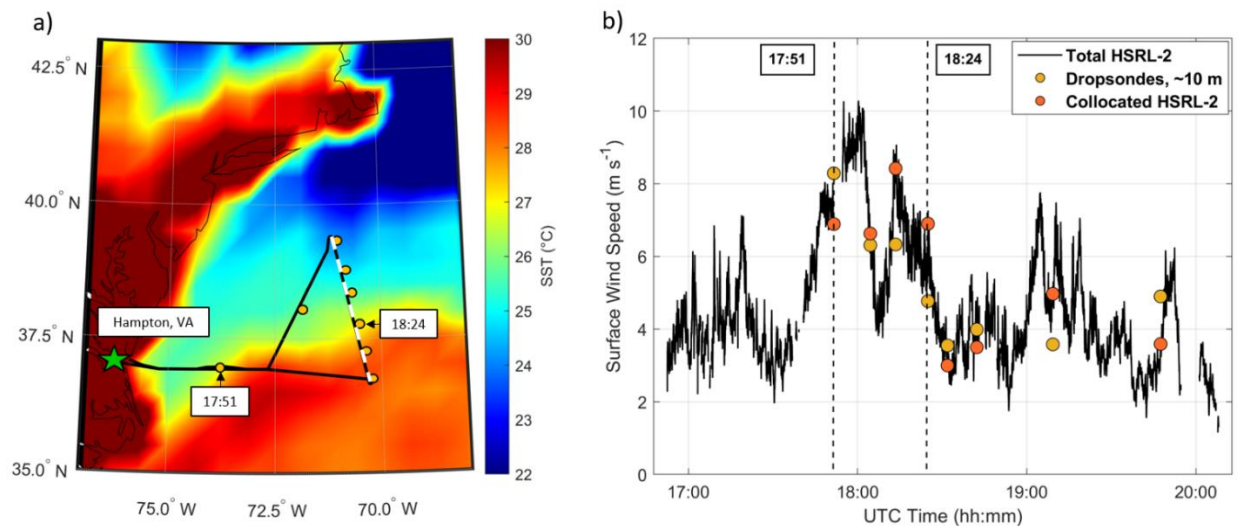 a)
42.5° N
40.0° N
37.5° N
35.0° N
75.0° W
72.5° W
70.0° W
Hampton, VA
17:51
18:24
30
29
28
27
26
25
24
23
22
SST (°C)
b)
12
10
8
6
4
2
0
Surface Wind Speed (m s⁻¹)
17:51
18:24
Total HSRL-2
Dropsondes, ~10 m
Collocated HSRL-2
17:00
18:00
19:00
20:00
UTC Time (hh:mm)